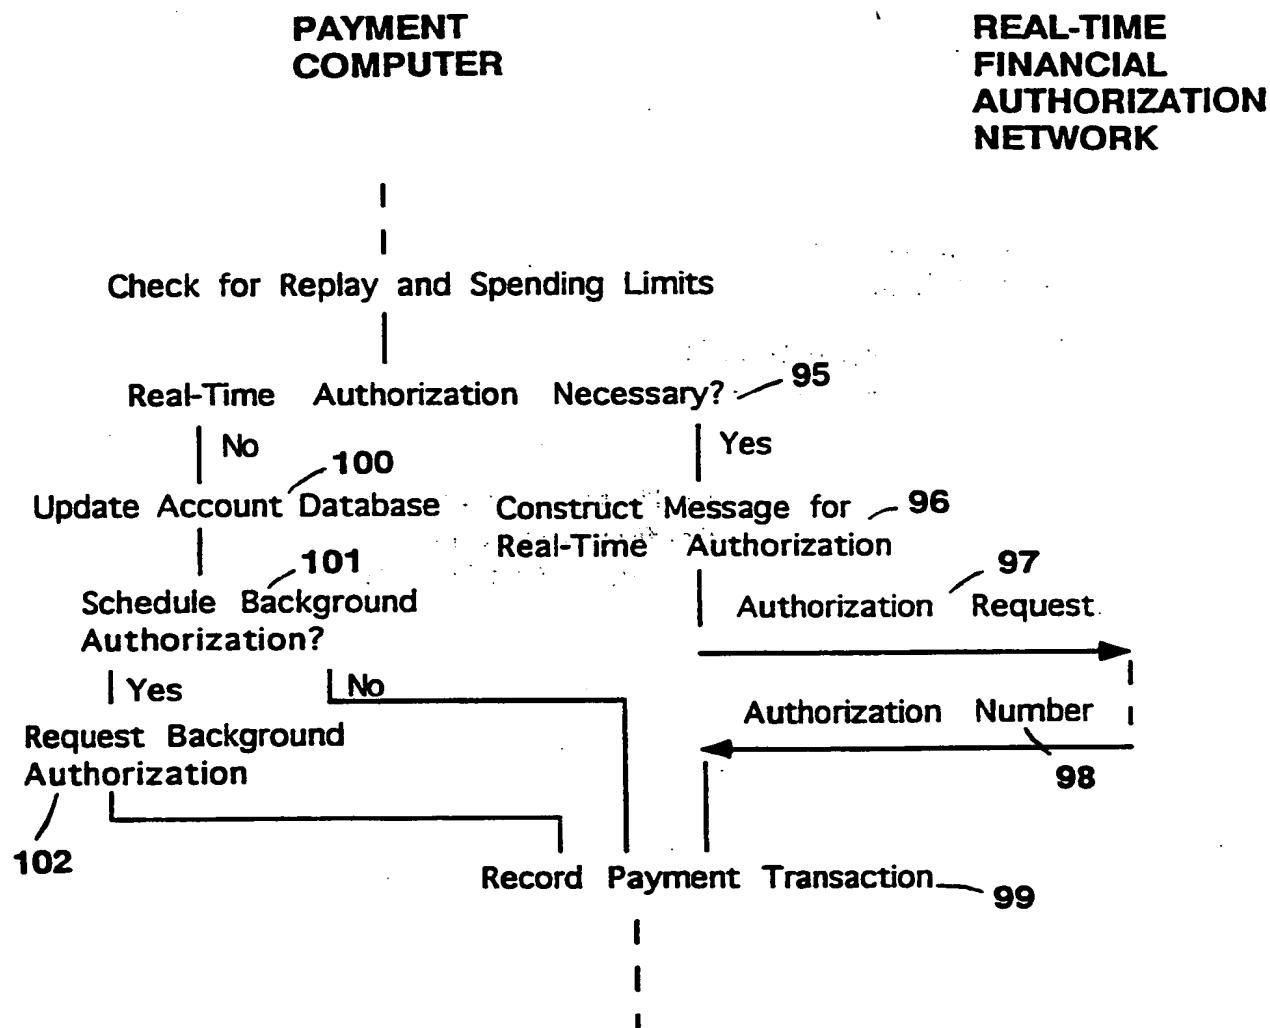 PAYMENT
COMPUTER
REAL-TIME
FINANCIAL
AUTHORIZATION
NETWORK
Check for Replay and Spending Limits
Real-Time Authorization Necessary?
95
No
Yes
100
Update Account Database
Construct Message for
Real-Time Authorization
96
101
97
Schedule Background
Authorization?
Authorization Request
Yes
No
Authorization Number
Request Background
Authorization
98
102
Record Payment Transaction
99